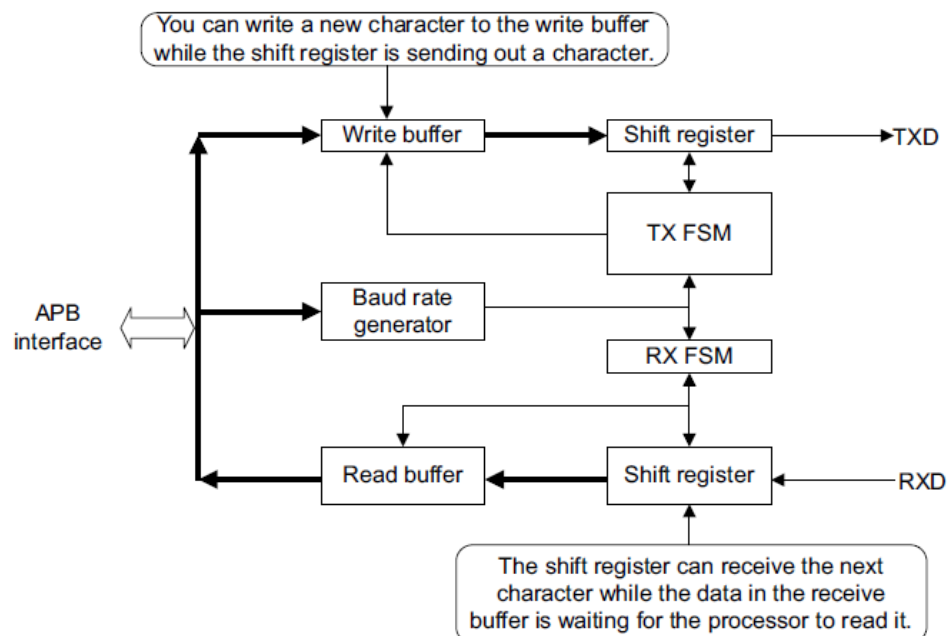 You can write a new character to the write buffer
while the shift register is sending out a character.
Write buffer
Shift register
TXD
TX FSM
APB
interface
Baud rate
generator
RX FSM
Read buffer
Shift register
RXD
The shift register can receive the next
character while the data in the receive
buffer is waiting for the processor to read it.